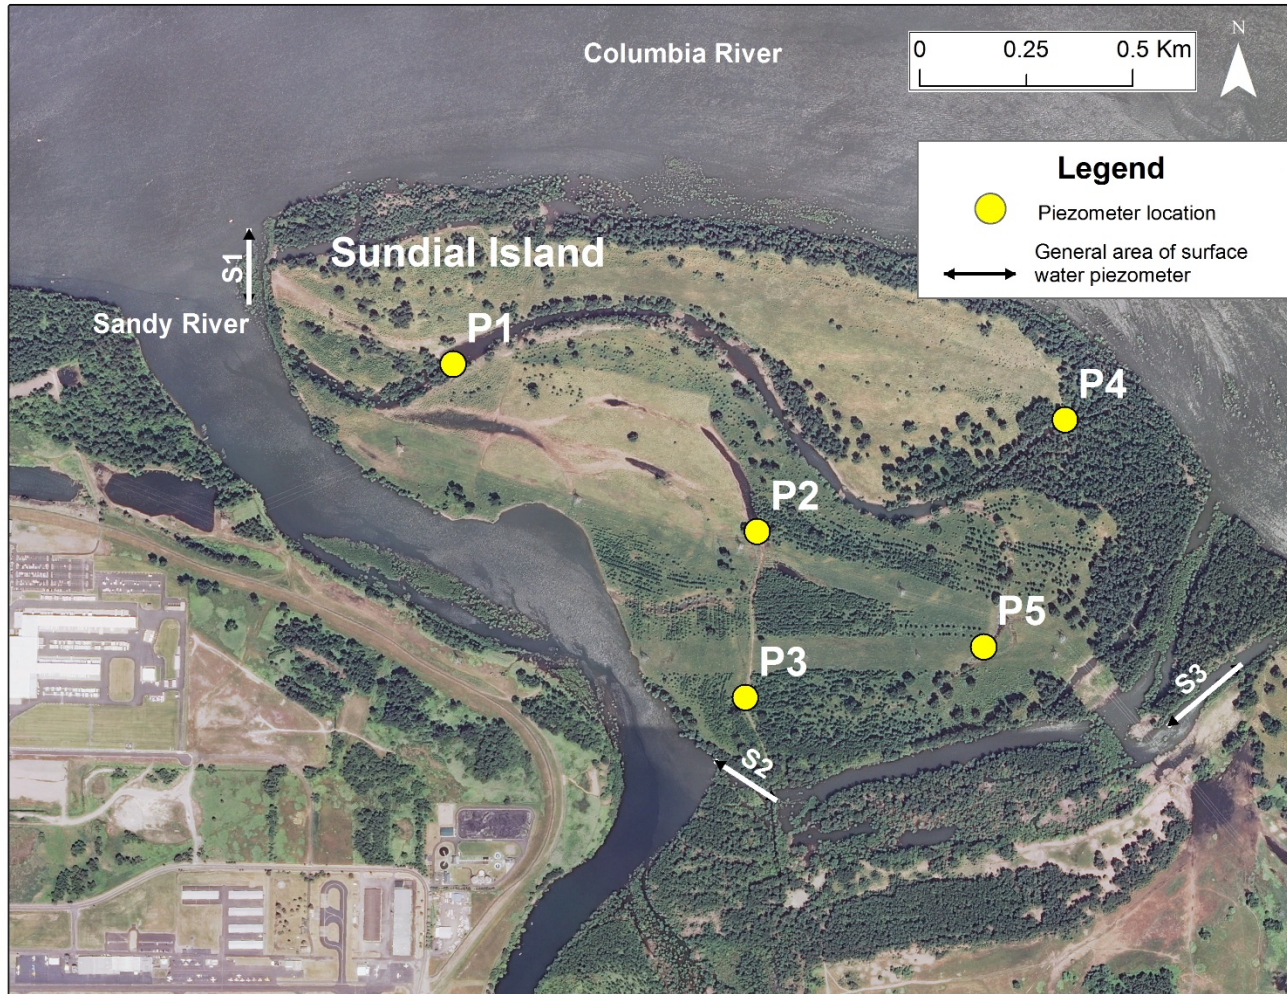 Columbia River
0 0.25 0.5 Km
N
Legend
Piezometer location
General area of surface
water piezometer
Sundial Island
S1
Sandy River
P1
P4
P2
P5
P3
S3
S2